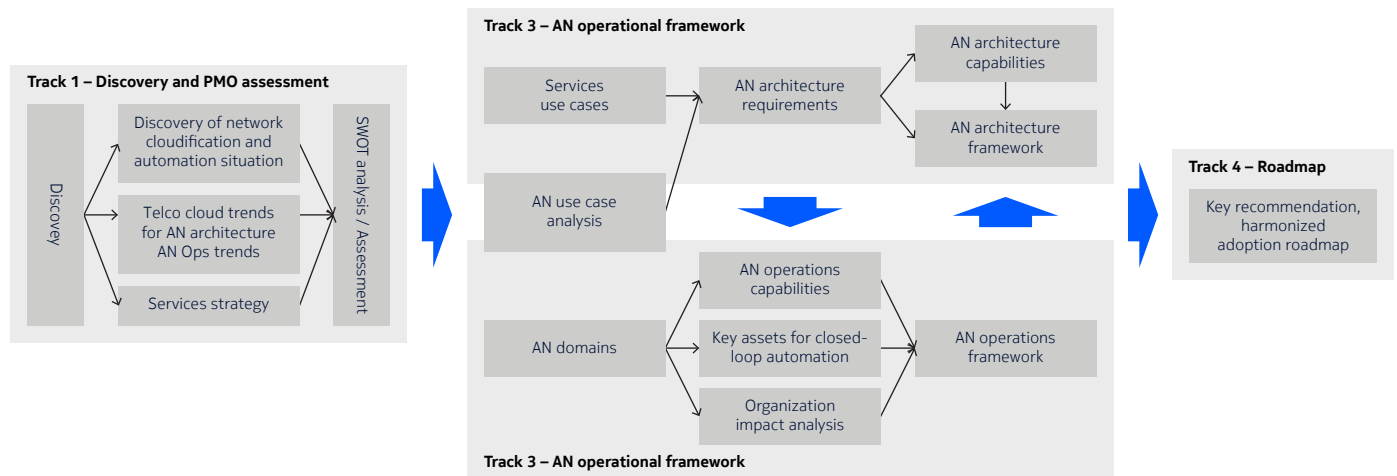 Track 1 – Discovery and PMO assessment
Discovey
Discovery of network
cloudification and
automation situation
Telco cloud trends
for AN architecture
AN Ops trends
Services strategy
SWOT analysis / Assessment
Track 3 – AN operational framework
Services
use cases
AN use case
analysis
AN architecture
requirements
AN architecture
capabilities
AN architecture
framework
AN domains
AN operations
capabilities
Key assets for closed-
loop automation
Organization
impact analysis
AN operations
framework
Track 3 – AN operational framework
Track 4 – Roadmap
Key recommendation,
harmonized
adoption roadmap